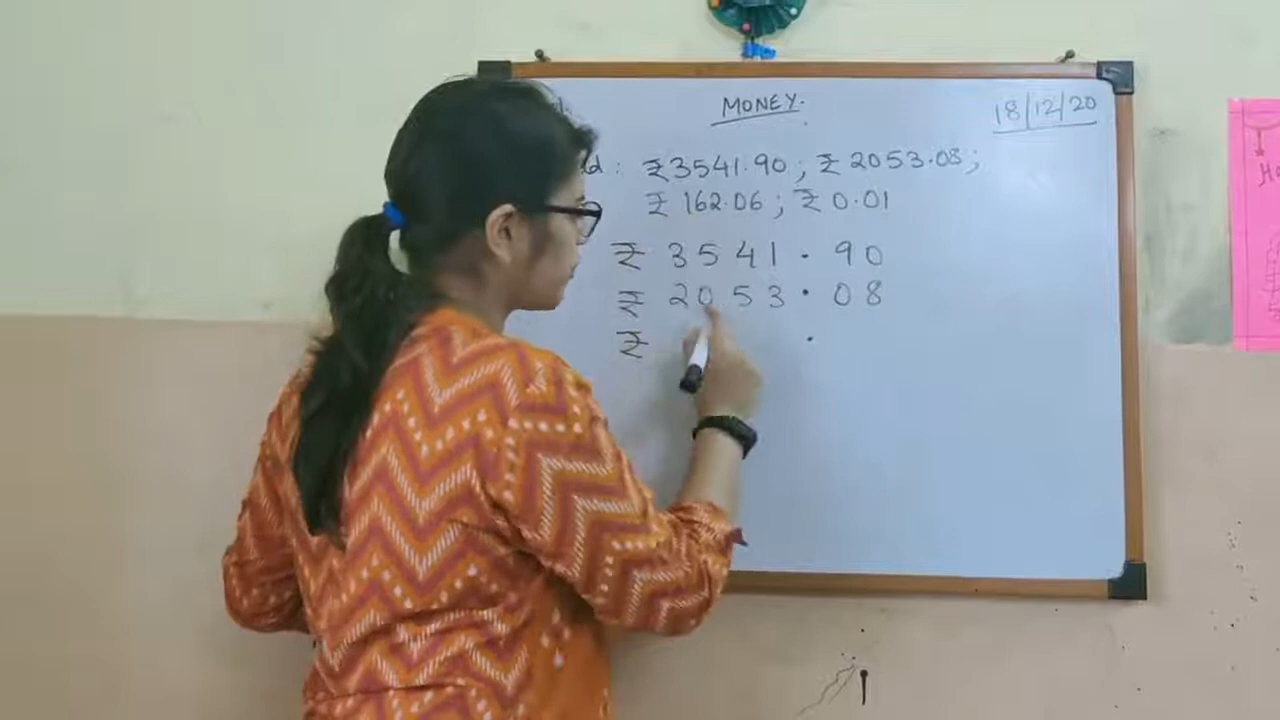 MONEY.
18/12/20
d : ₹3541.90 ; ₹ 2053.08 ;
₹ 162.06 ; ₹ 0.01
₹ 3541 . 90
₹ 2053 . 08
₹ .